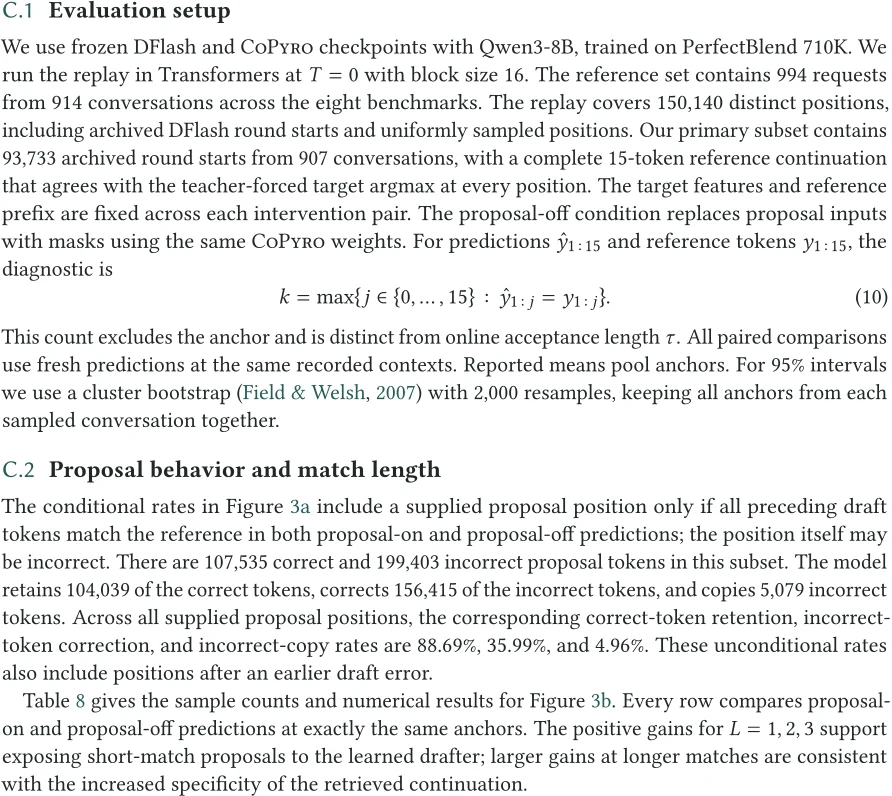 C.1 Evaluation setup
We use frozen DFlash and CoPyro checkpoints with Qwen3-8B, trained on PerfectBlend 710K. We
run the replay in Transformers at T = 0 with block size 16. The reference set contains 994 requests
from 914 conversations across the eight benchmarks. The replay covers 150,140 distinct positions,
including archived DFlash round starts and uniformly sampled positions. Our primary subset contains
93,733 archived round starts from 907 conversations, with a complete 15-token reference continuation
that agrees with the teacher-forced target argmax at every position. The target features and reference
prefix are fixed across each intervention pair. The proposal-off condition replaces proposal inputs
with masks using the same CoPyro weights. For predictions ŷ₁:₁₅ and reference tokens y₁:₁₅, the
diagnostic is
k = max{j ∈ {0, … , 15} : ŷ₁:ⱼ = y₁:ⱼ}. (10)
This count excludes the anchor and is distinct from online acceptance length τ. All paired comparisons
use fresh predictions at the same recorded contexts. Reported means pool anchors. For 95% intervals
we use a cluster bootstrap (Field & Welsh, 2007) with 2,000 resamples, keeping all anchors from each
sampled conversation together.
C.2 Proposal behavior and match length
The conditional rates in Figure 3a include a supplied proposal position only if all preceding draft
tokens match the reference in both proposal-on and proposal-off predictions; the position itself may
be incorrect. There are 107,535 correct and 199,403 incorrect proposal tokens in this subset. The model
retains 104,039 of the correct tokens, corrects 156,415 of the incorrect tokens, and copies 5,079 incorrect
tokens. Across all supplied proposal positions, the corresponding correct-token retention, incorrect-
token correction, and incorrect-copy rates are 88.69%, 35.99%, and 4.96%. These unconditional rates
also include positions after an earlier draft error.
Table 8 gives the sample counts and numerical results for Figure 3b. Every row compares proposal-
on and proposal-off predictions at exactly the same anchors. The positive gains for L = 1, 2, 3 support
exposing short-match proposals to the learned drafter; larger gains at longer matches are consistent
with the increased specificity of the retrieved continuation.